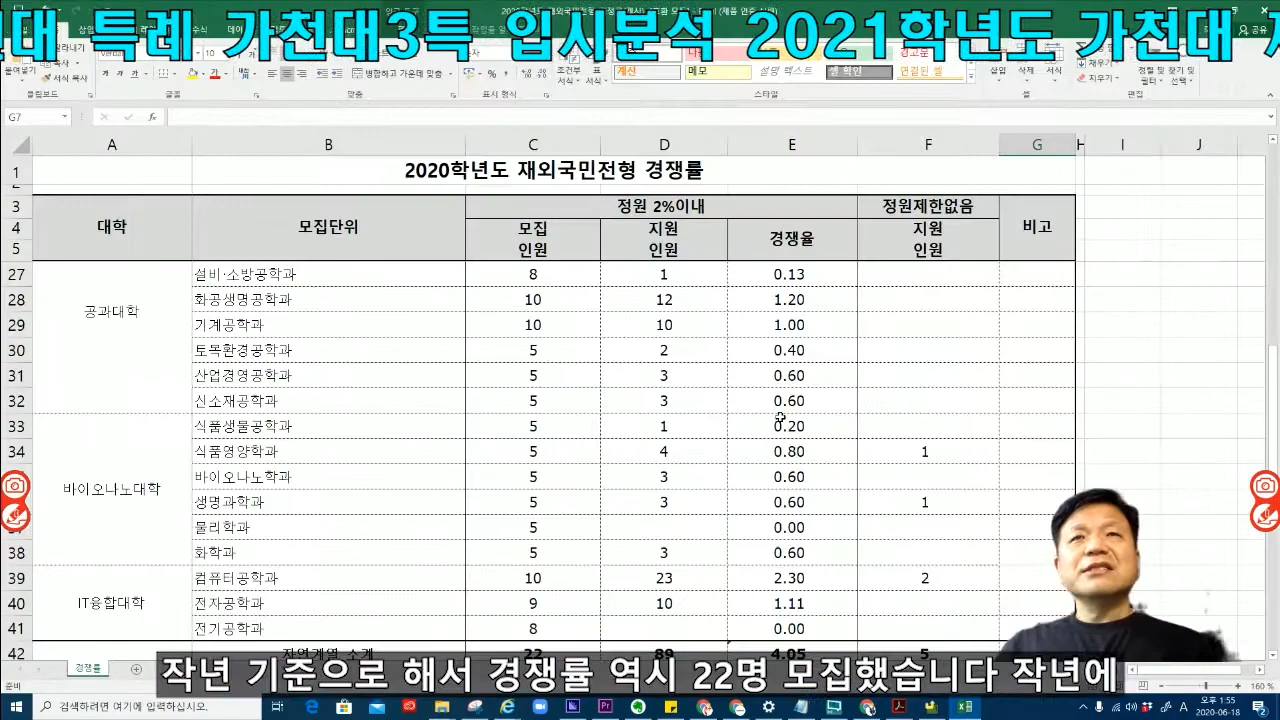 대 특례 가천대3특 입시분석 2021학년도 가천내
붙여넣기 서식 복사 가 가 가 병합하고 가운데 맞춤 % 조건부 서식 표 서식 계산 메모 설명 텍스트 셀 확인 연결된 셀 삽입 삭제 서식 채우기 지우기 정렬 및 찾기 및 필터 선택 공유
클립보드 글꼴 맞춤 표시 형식 스타일 셀 편집
G7 fx
A B C D E F G H I J
1 2020학년도 재외국민전형 경쟁률
3 대학 모집단위 정원 2%이내 정원제한없음 비고
4 모집 지원 경쟁율 지원
5 인원 인원 인원
27 설비·소방공학과 8 1 0.13
28 공과대학 화공생명공학과 10 12 1.20
29 기계공학과 10 10 1.00
30 토목환경공학과 5 2 0.40
31 산업경영공학과 5 3 0.60
32 신소재공학과 5 3 0.60
33 식품생물공학과 5 1 0.20
34 식품영양학과 5 4 0.80 1
바이오나노대학 바이오나노학과 5 3 0.60
생명과학과 5 3 0.60 1
물리학과 5 0.00
38 화학과 5 3 0.60
39 컴퓨터공학과 10 23 2.30 2
40 IT융합대학 전자공학과 9 10 1.11
41 전기공학과 8 0.00
42 자연계열 소계 22 89 4.05 5
경쟁률
작년 기준으로 해서 경쟁률 역시 22명 모집했습니다 작년에
준비 160 %
검색하려면 여기에 입력하십시오. A 오후 1:55
2020-06-18